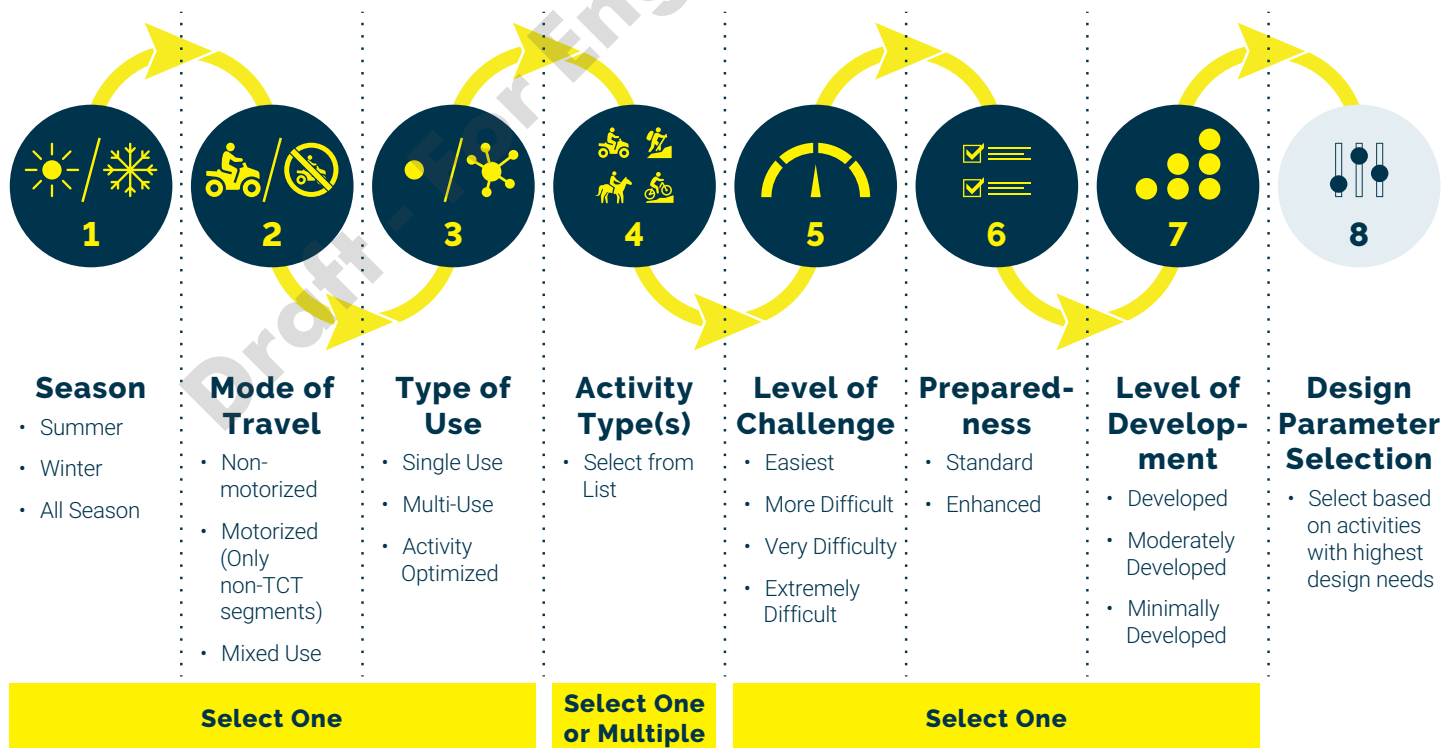 Draft - For Eng
1
2
3
4
5
6
7
8
Season
• Summer
• Winter
• All Season
Mode of
Travel
• Non-
motorized
• Motorized
(Only
non-TCT
segments)
• Mixed Use
Type of
Use
• Single Use
• Multi-Use
• Activity
Optimized
Activity
Type(s)
• Select from
List
Level of
Challenge
• Easiest
• More Difficult
• Very Difficulty
• Extremely
Difficult
Prepared-
ness
• Standard
• Enhanced
Level of
Develop-
ment
• Developed
• Moderately
Developed
• Minimally
Developed
Design
Parameter
Selection
• Select based
on activities
with highest
design needs
Select One
Select One
or Multiple
Select One